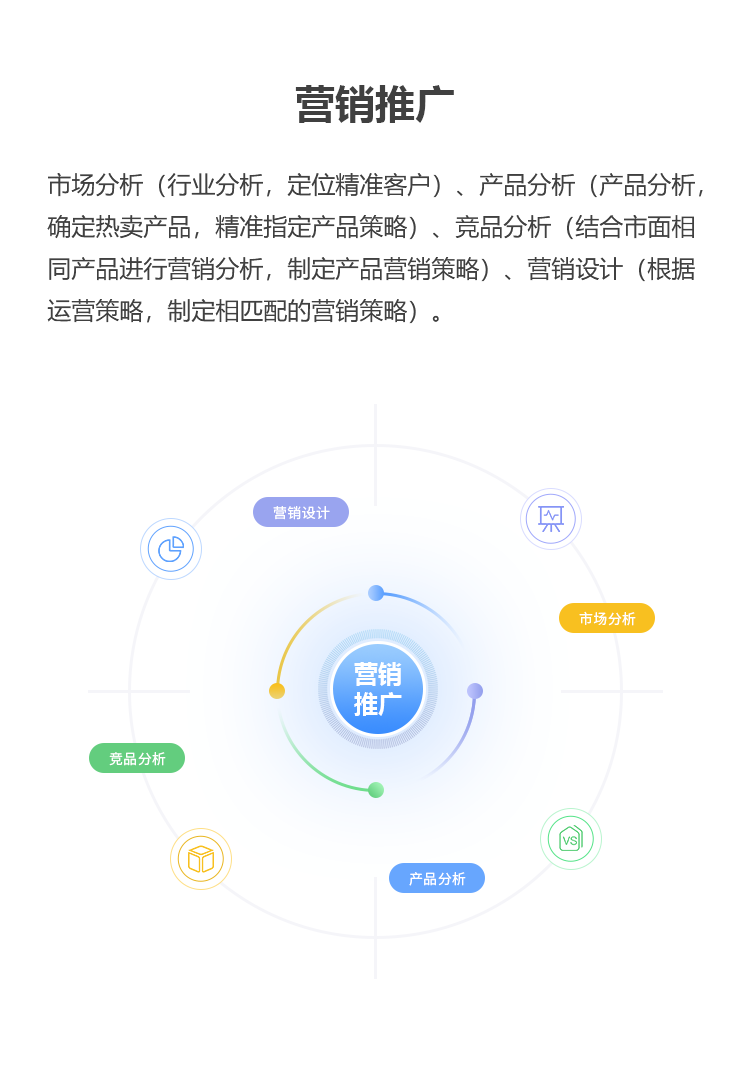 营销推广
市场分析（行业分析，定位精准客户）、产品分析（产品分析，
确定热卖产品，精准指定产品策略）、竞品分析（结合市面相
同产品进行营销分析，制定产品营销策略）、营销设计（根据
运营策略，制定相匹配的营销策略）。
营销设计
市场分析
营销
推广
竞品分析
VS
产品分析